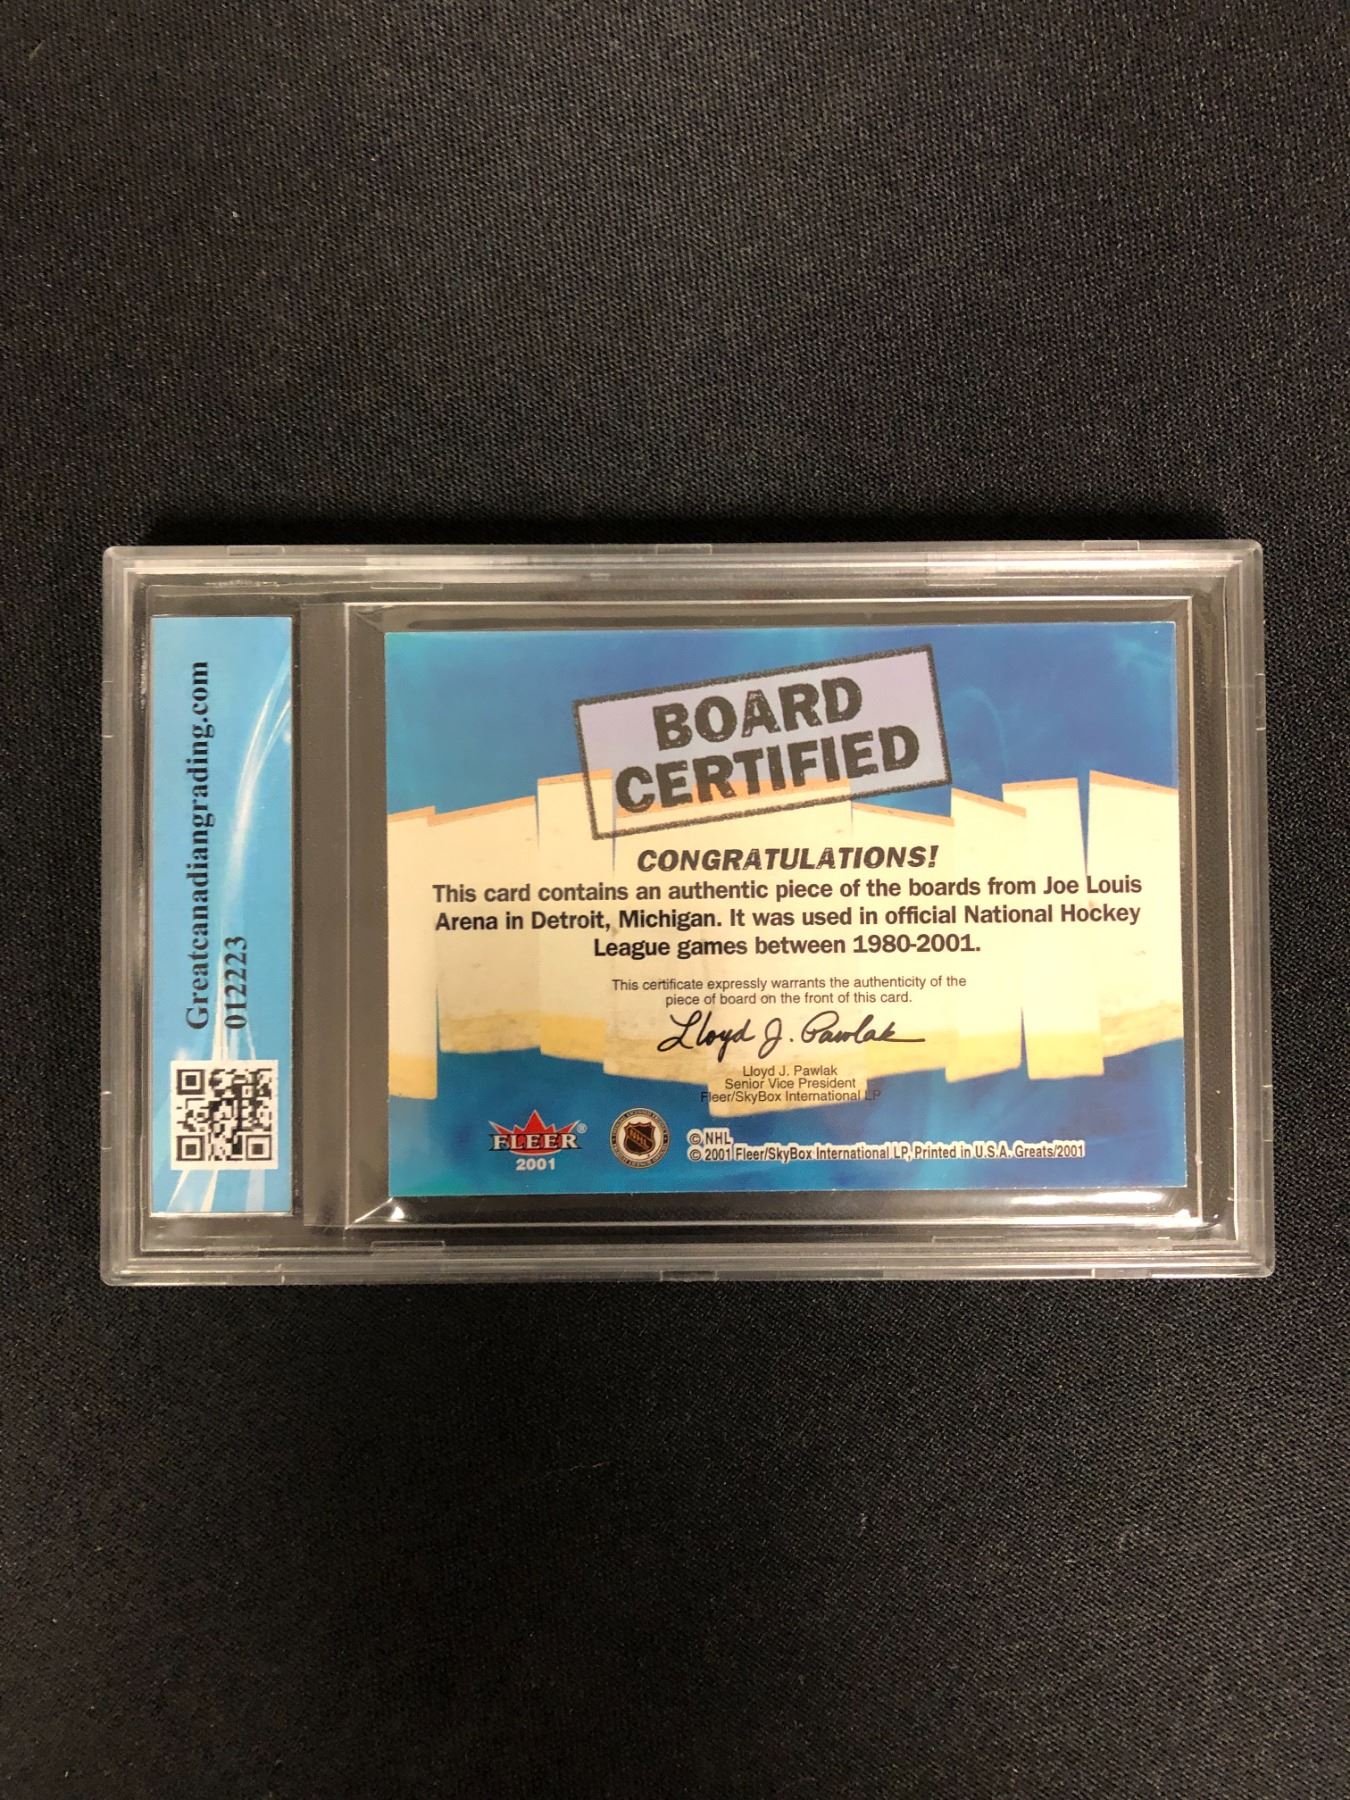 Greatcanadiangrading.com
012223
BOARD
CERTIFIED
CONGRATULATIONS!
This card contains an authentic piece of the boards from Joe Louis
Arena in Detroit, Michigan. It was used in official National Hockey
League games between 1980-2001.
This certificate expressly warrants the authenticity of the
piece of board on the front of this card.
Lloyd J. Pawlak
Lloyd J. Pawlak
Senior Vice President
Fleer/SkyBox International LP
FLEER®
2001
NHL
© NHL
© 2001 Fleer/SkyBox International LP, Printed in U.S.A. Greats/2001